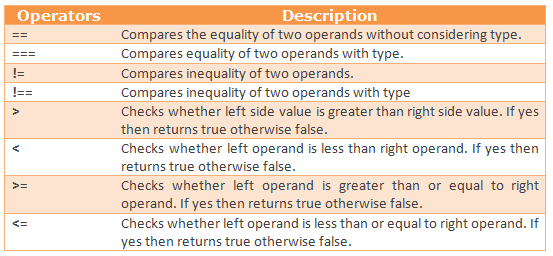 Operators Description
== Compares the equality of two operands without considering type.
=== Compares equality of two operands with type.
!= Compares inequality of two operands.
!== Compares inequality of two operands with type
> Checks whether left side value is greater than right side value. If yes
then returns true otherwise false.
< Checks whether left operand is less than right operand. If yes then
returns true otherwise false.
>= Checks whether left operand is greater than or equal to right
operand. If yes then returns true otherwise false.
<= Checks whether left operand is less than or equal to right operand. If
yes then returns true otherwise false.